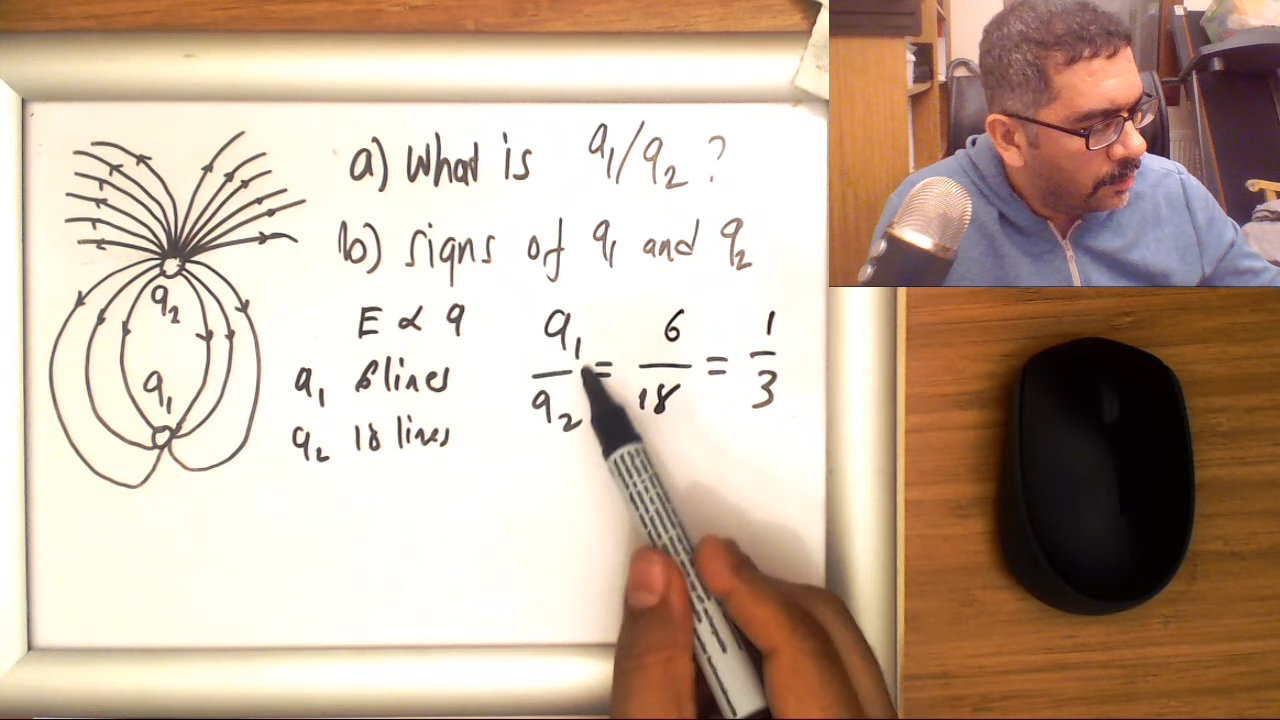 a) What is q₁/q₂ ?
b) signs of q₁ and q₂
q₂
E ∝ q
q₁/q₂ = 6/18 = 1/3
q₁
q₁ 6 lines
q₂ 18 lines